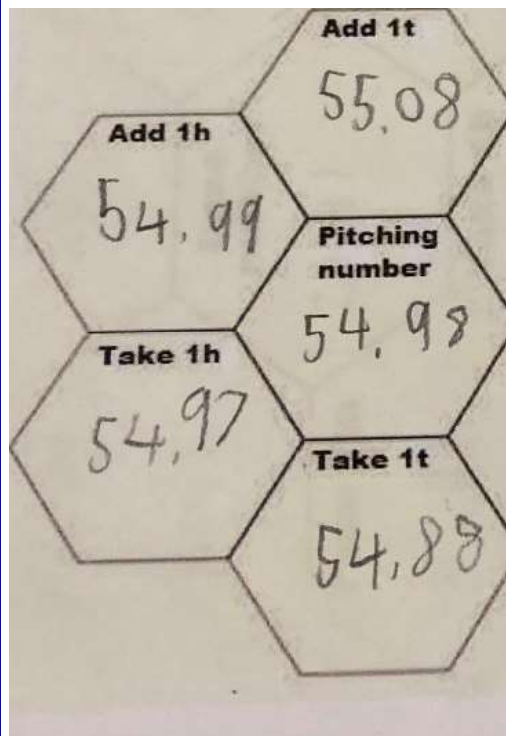 Add 1t
55.08
Add 1h
54.99
Pitching
number
54.98
Take 1h
54.97
Take 1t
54.88